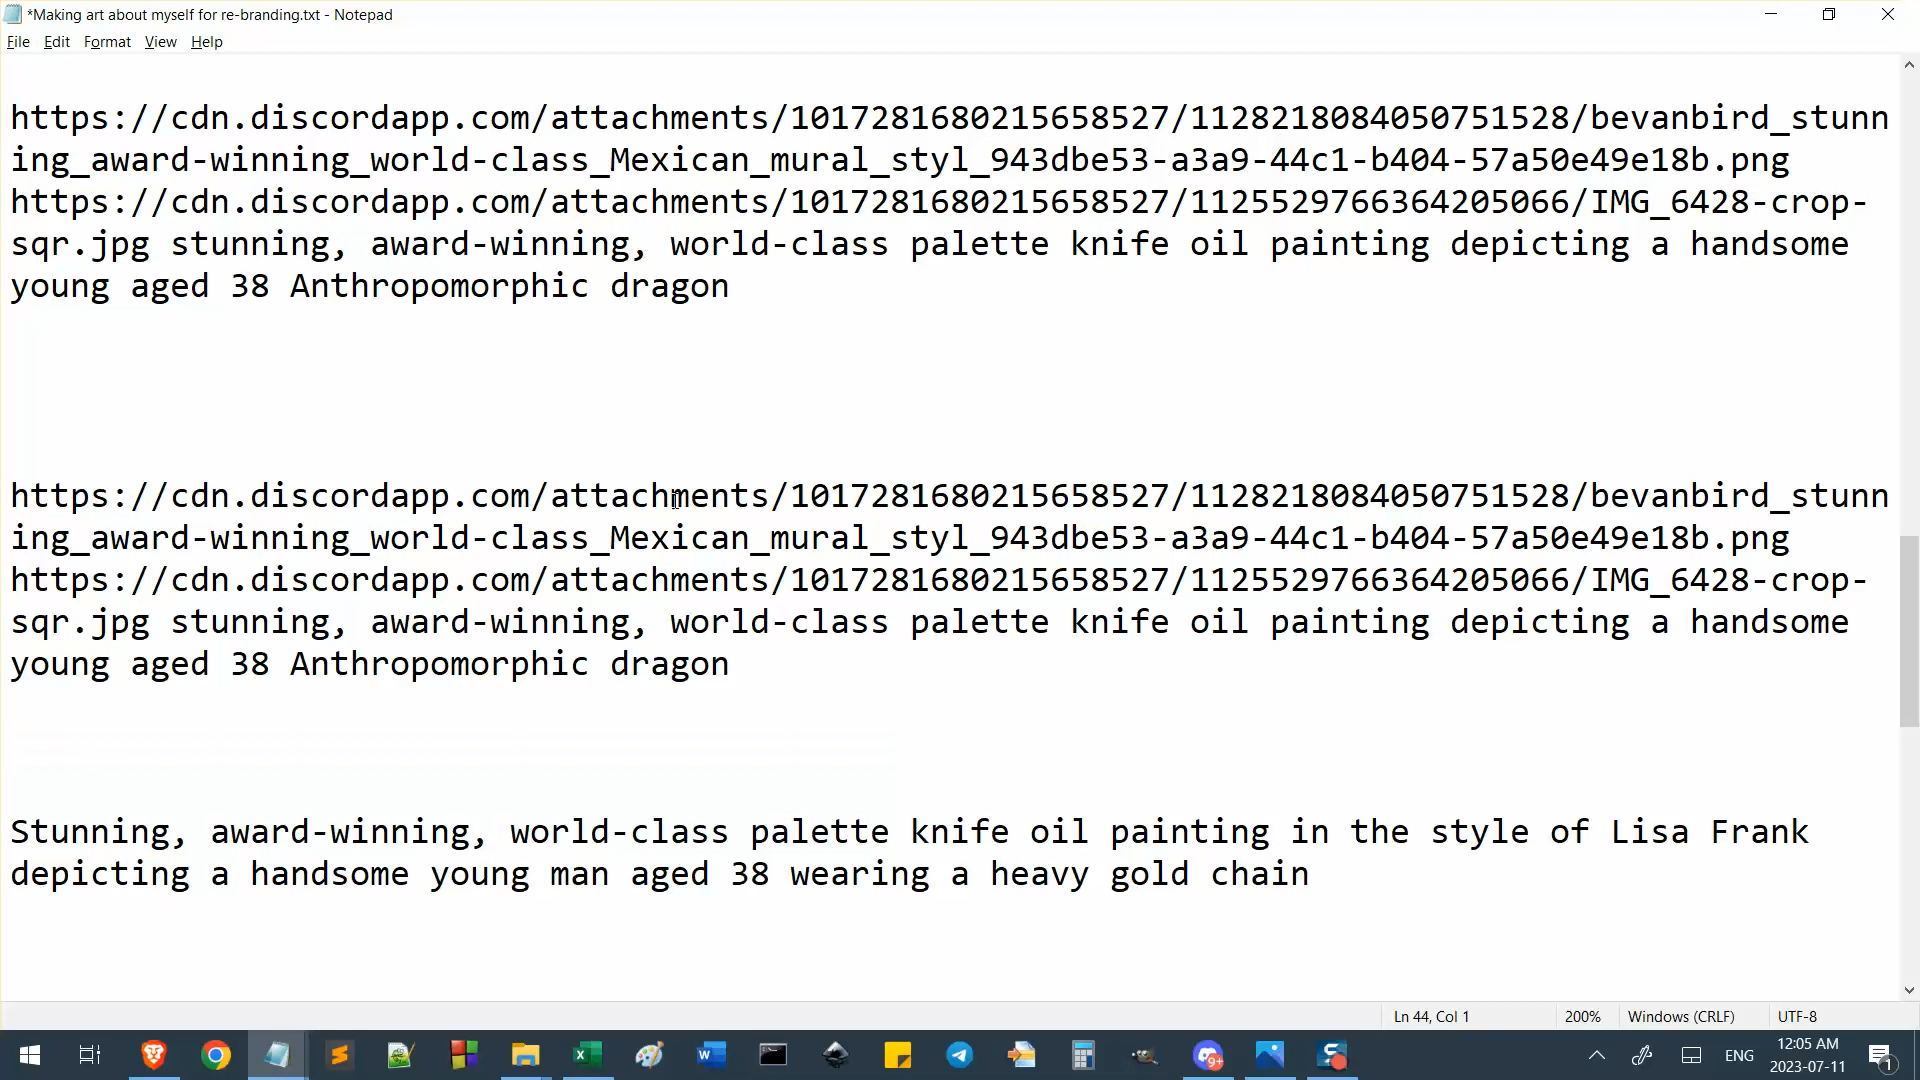 *Making art about myself for re-branding.txt - Notepad
File Edit Format View Help
https://cdn.discordapp.com/attachments/1017281680215658527/1128218084050751528/bevanbird_stunn
ing_award-winning_world-class_Mexican_mural_styl_943dbe53-a3a9-44c1-b404-57a50e49e18b.png
https://cdn.discordapp.com/attachments/1017281680215658527/1125529766364205066/IMG_6428-crop-
sqr.jpg stunning, award-winning, world-class palette knife oil painting depicting a handsome
young aged 38 Anthropomorphic dragon
https://cdn.discordapp.com/attachments/1017281680215658527/1128218084050751528/bevanbird_stunn
ing_award-winning_world-class_Mexican_mural_styl_943dbe53-a3a9-44c1-b404-57a50e49e18b.png
https://cdn.discordapp.com/attachments/1017281680215658527/1125529766364205066/IMG_6428-crop-
sqr.jpg stunning, award-winning, world-class palette knife oil painting depicting a handsome
young aged 38 Anthropomorphic dragon
Stunning, award-winning, world-class palette knife oil painting in the style of Lisa Frank
depicting a handsome young man aged 38 wearing a heavy gold chain
Ln 44, Col 1 200% Windows (CRLF) UTF-8
9+
ENG
12:05 AM
2023-07-11
1